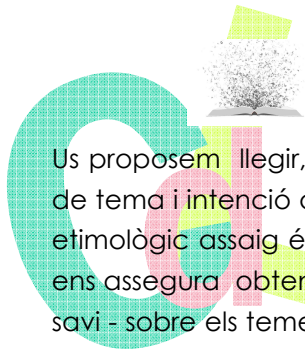 Us proposem llegir,
de tema i intenció
etimològic assaig é
ens assegura obter
savi - sobre els teme